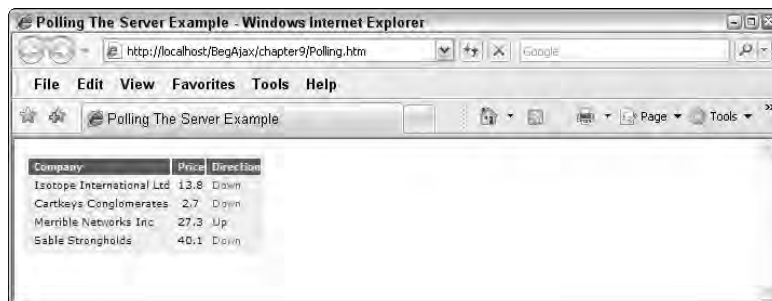 Polling The Server Example - Windows Internet Explorer
http://localhost/BegAjax/chapter9/Polling.htm
Google
File Edit View Favorites Tools Help
Polling The Server Example
Page Tools
Company Price Direction
Isotope International Ltd 13.8 Down
Cartkeys Conglomerates 2.7 Down
Merrible Networks Inc 27.3 Up
Sable Strongholds 40.1 Down